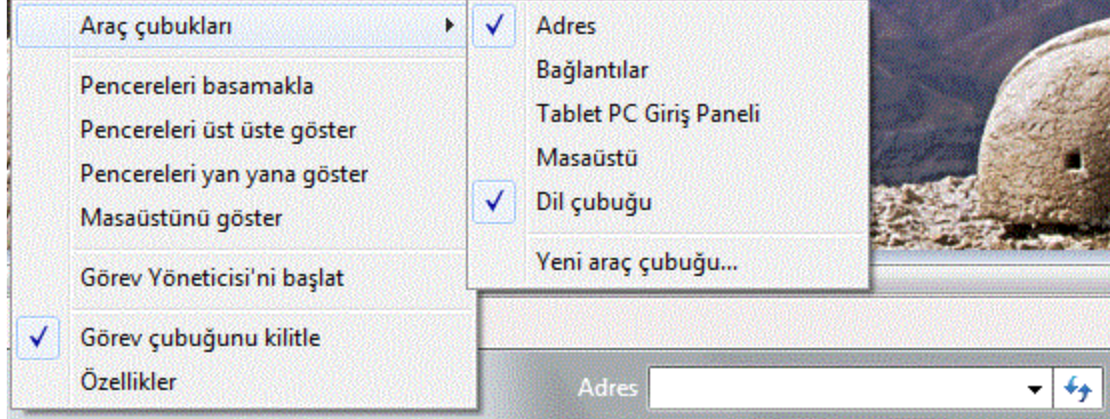 Araç çubukları
Pencereleri basamakla
Pencereleri üst üste göster
Pencereleri yan yana göster
Masaüstünü göster
Görev Yöneticisi'ni başlat
Görev çubuğunu kilitle
Özellikler
Adres
Bağlantılar
Tablet PC Giriş Paneli
Masaüstü
Dil çubuğu
Yeni araç çubuğu...
Adres